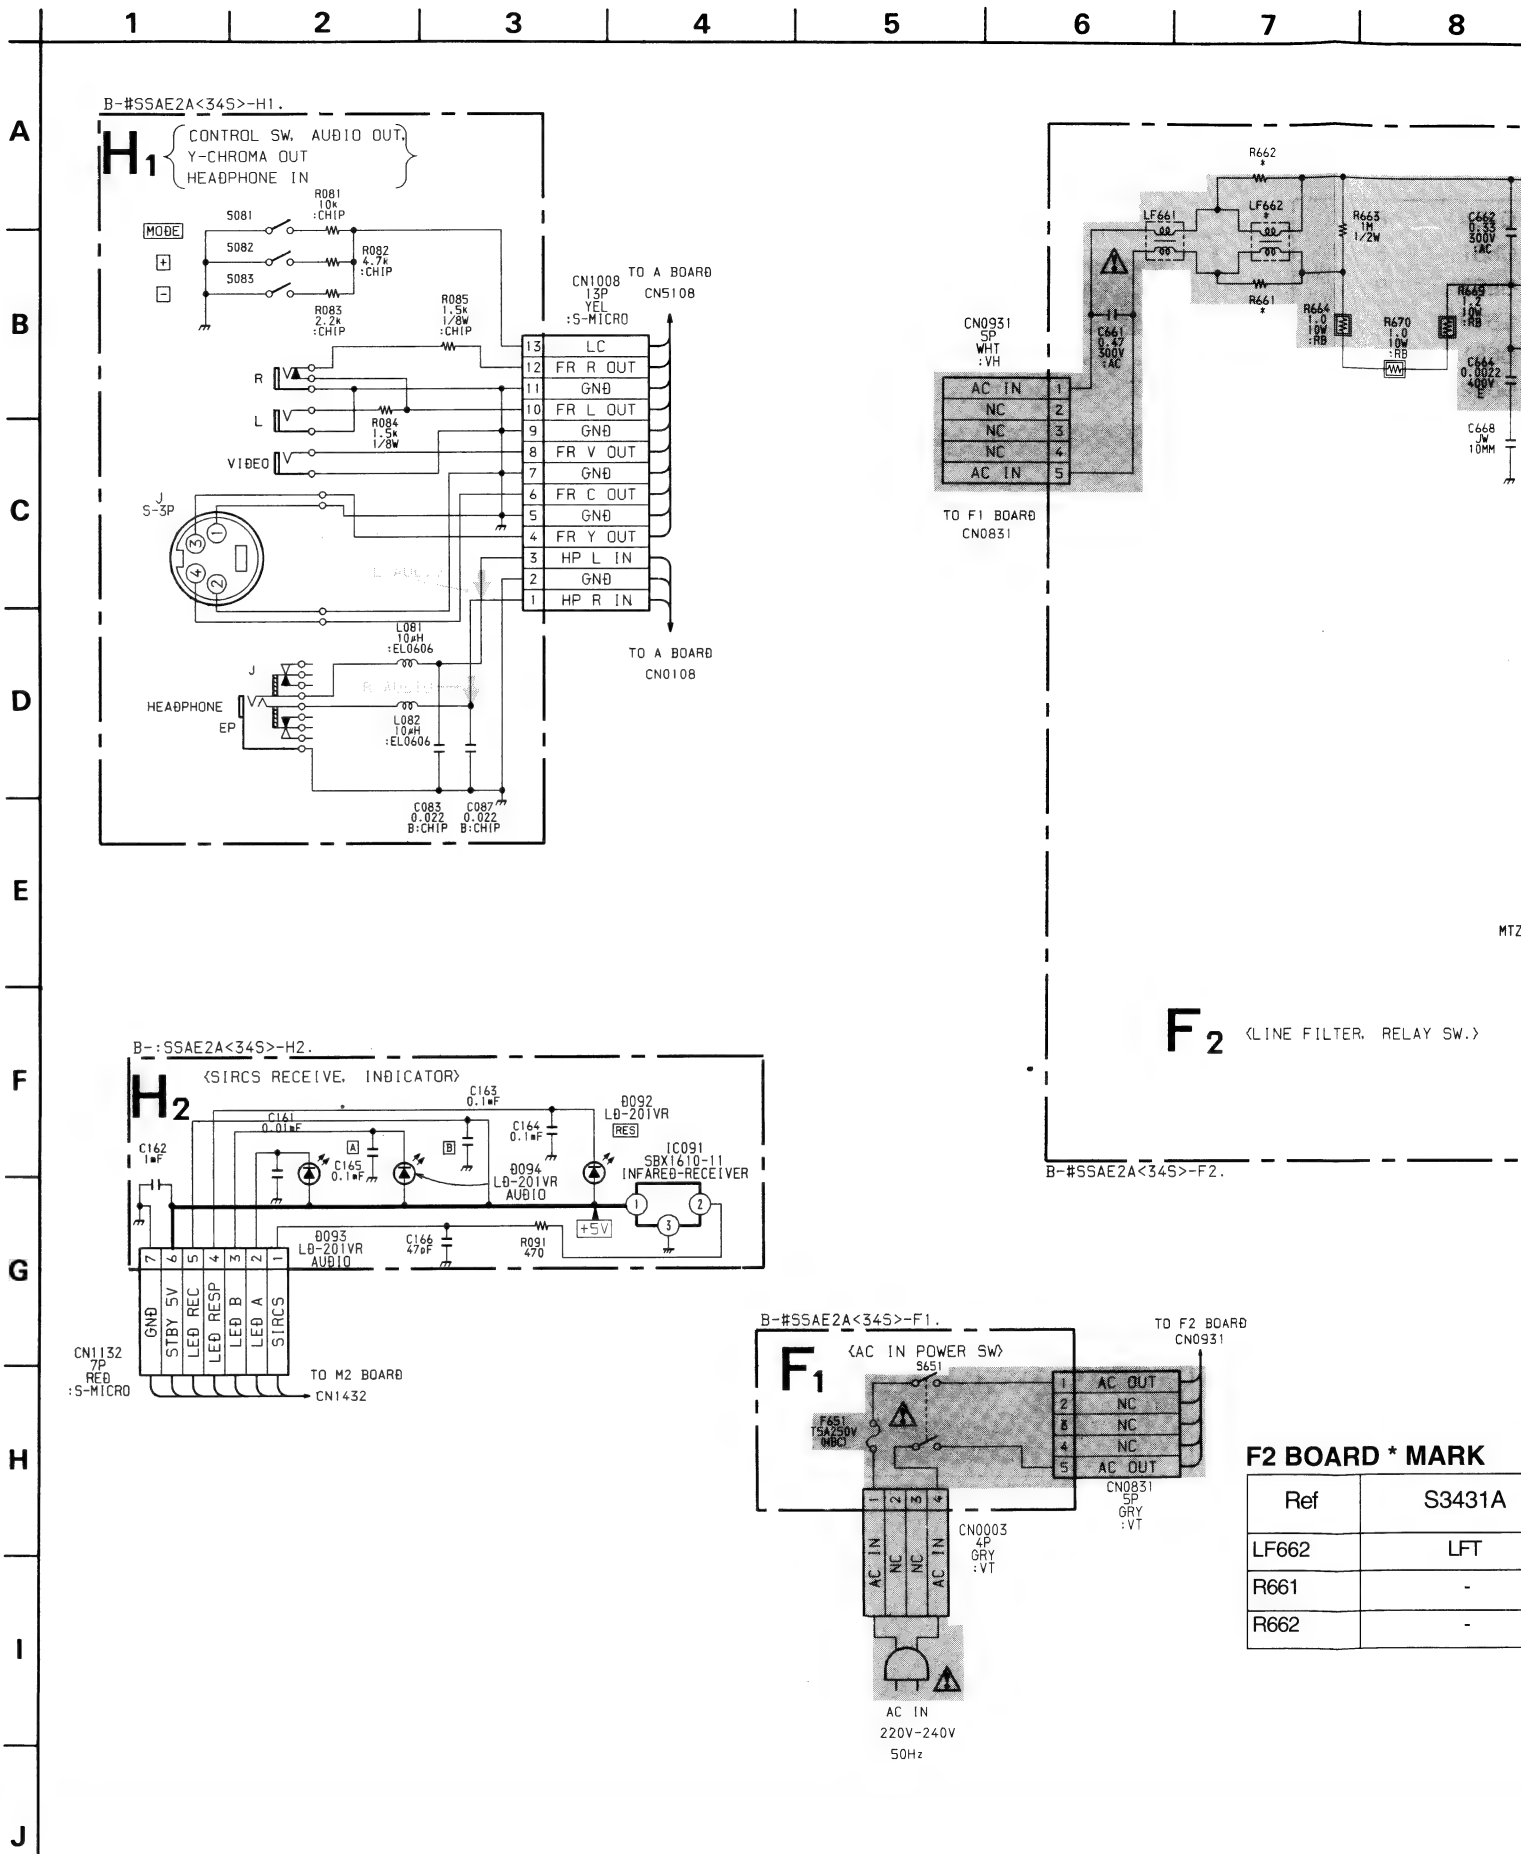 1 2 3 4 5 6 7 8
A
B
C
D
E
F
G
H
I
J
B-#SSAE2A<34S>-H1.
H1
CONTROL SW, AUDIO OUT,
Y-CHROMA OUT
HEADPHONE IN
MODE
+
-
S081
S082
S083
R081
10k
:CHIP
R082
4.7k
:CHIP
R083
2.2k
:CHIP
R085
1.5k
1/8W
:CHIP
R084
1.5k
1/8W
R
L
VIDEO
J
S-3P
3 1
4 2
CN1008
13P
YEL
:S-MICRO
TO A BOARD
CN5108
13 LC
12 FR R OUT
11 GND
10 FR L OUT
9 GND
8 FR V OUT
7 GND
6 FR C OUT
5 GND
4 FR Y OUT
3 HP L IN
2 GND
1 HP R IN
TO A BOARD
CN0108
L AUDIO
R AUDIO
L081
10µH
:EL0606
L082
10µH
:EL0606
J
HEADPHONE
EP
C083
0.022
B:CHIP
C087
0.022
B:CHIP
R662
*
LF661
LF662
*
R661
*
R663
1M
1/2W
C662
0.33
300V
:AC
C661
0.47
300V
:AC
R664
1.0
10W
:RB
R670
1.0
10W
:RB
R669
1.2
10W
:RB
C664
0.0022
400V
E
C668
JW
10MM
CN0931
5P
WHT
:VH
AC IN 1
NC 2
NC 3
NC 4
AC IN 5
TO F1 BOARD
CN0831
MTZ
F2 <LINE FILTER, RELAY SW.>
B-#SSAE2A<34S>-F2.
B-:SSAE2A<34S>-H2.
H2
<SIRCS RECEIVE, INDICATOR>
C161
0.01mF
C162
1mF
C163
0.1mF
C164
0.1mF
C165
0.1mF
A
B
D092
LD-201VR
RES
D094
LD-201VR
AUDIO
IC091
SBX1610-11
INFARED-RECEIVER
1 2
3
+5V
D093
LD-201VR
AUDIO
C166
47pF
R091
470
7 6 5 4 3 2 1
GND
STBY 5V
LED REC
LED RESP
LED B
LED A
SIRCS
CN1132
7P
RED
:S-MICRO
TO M2 BOARD
CN1432
B-#SSAE2A<34S>-F1.
F1
<AC IN POWER SW>
S651
F651
T5A250V
(HBC)
TO F2 BOARD
CN0931
1 AC OUT
2 NC
3 NC
4 NC
5 AC OUT
CN0831
5P
GRY
:VT
1 2 3 4
AC IN
NC
NC
AC IN
CN0003
4P
GRY
:VT
AC IN
220V-240V
50Hz
F2 BOARD * MARK
Ref S3431A
LF662 LFT
R661 -
R662 -